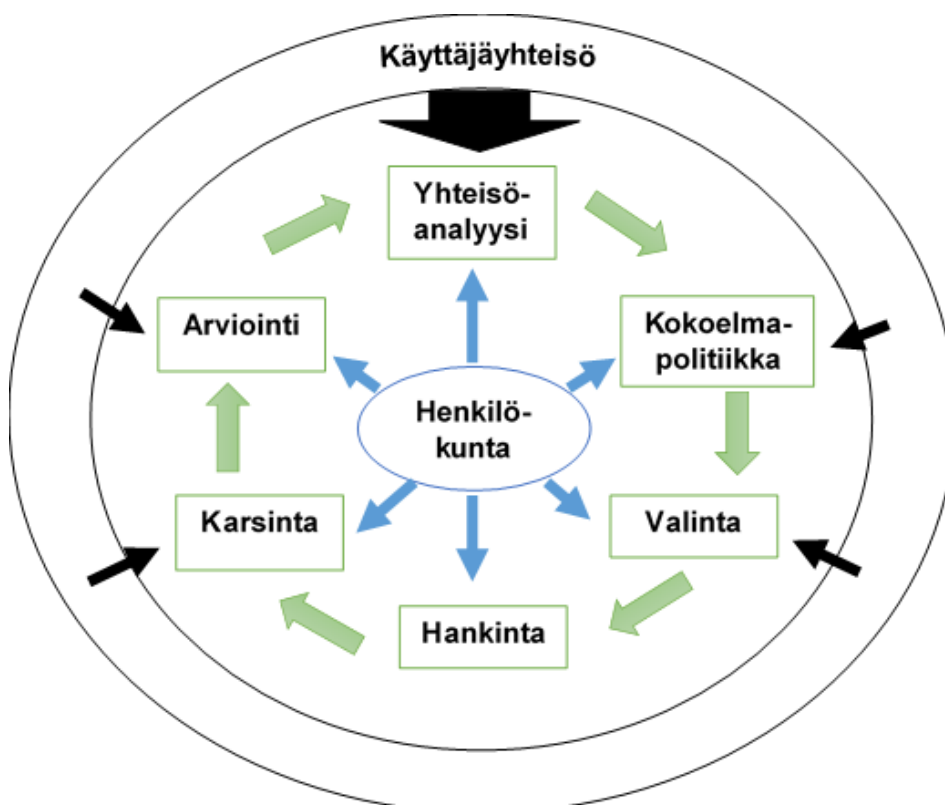 Käyttäjäyhteisö
Yhteisö-
analyysi
Kokoelma-
politiikka
Valinta
Hankinta
Karsinta
Arviointi
Henkilö-
kunta